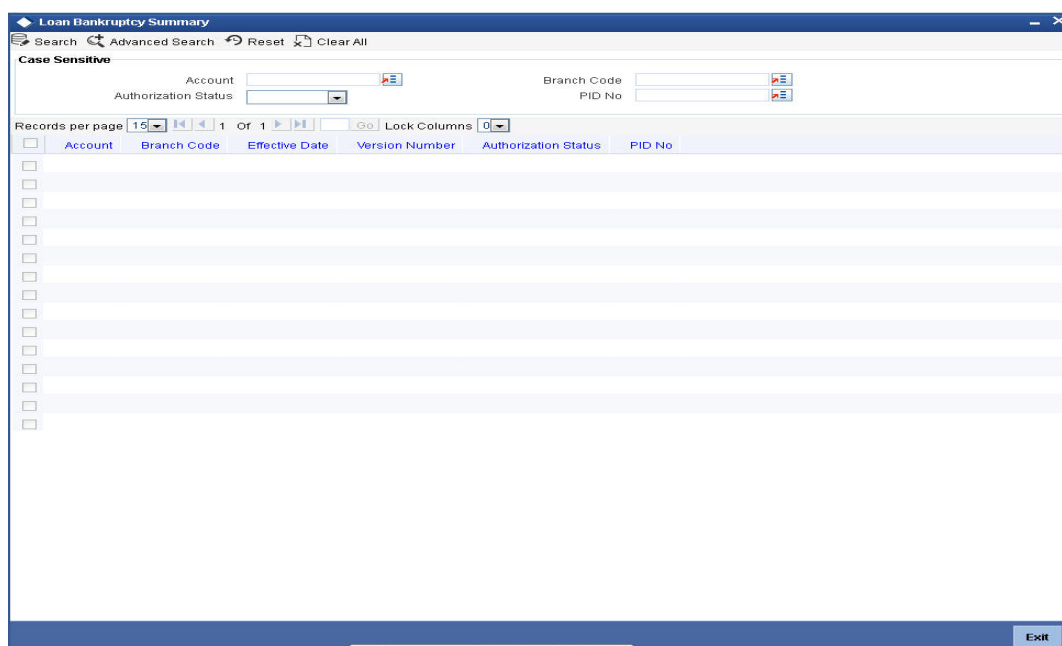 Loan Bankruptcy Summary
Search Advanced Search Reset Clear All
Case Sensitive
Account Branch Code
Authorization Status PID No
Records per page 15 1 Of 1 Go Lock Columns 0
Account Branch Code Effective Date Version Number Authorization Status PID No
Exit